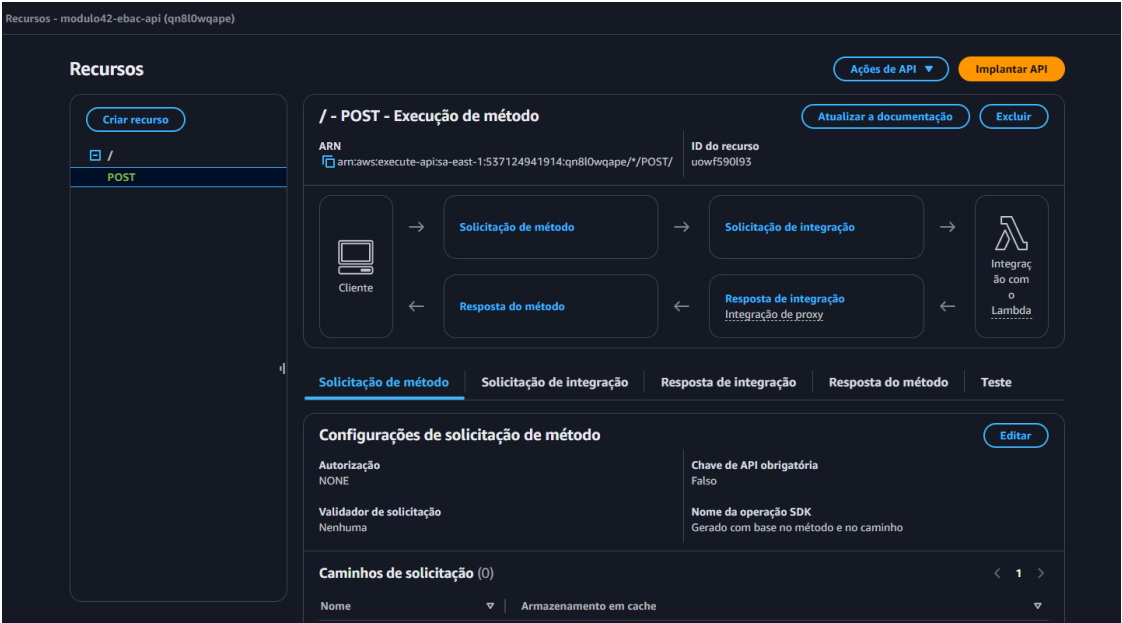 Recursos - modulo42-ebac-api (qn8l0wqape)
Recursos
Ações de API
Implantar API
Criar recurso
/
POST
/ - POST - Execução de método
Atualizar a documentação
Excluir
ARN
arn:aws:execute-api:sa-east-1:537124941914:qn8l0wqape/*/POST/
ID do recurso
uowf590l93
Cliente
Solicitação de método
Solicitação de integração
Resposta do método
Resposta de integração
Integração de proxy
Integraç
ão com
o
Lambda
Solicitação de método
Solicitação de integração
Resposta de integração
Resposta do método
Teste
Configurações de solicitação de método
Editar
Autorização
NONE
Chave de API obrigatória
Falso
Validador de solicitação
Nenhuma
Nome da operação SDK
Gerado com base no método e no caminho
Caminhos de solicitação (0)
1
Nome
Armazenamento em cache